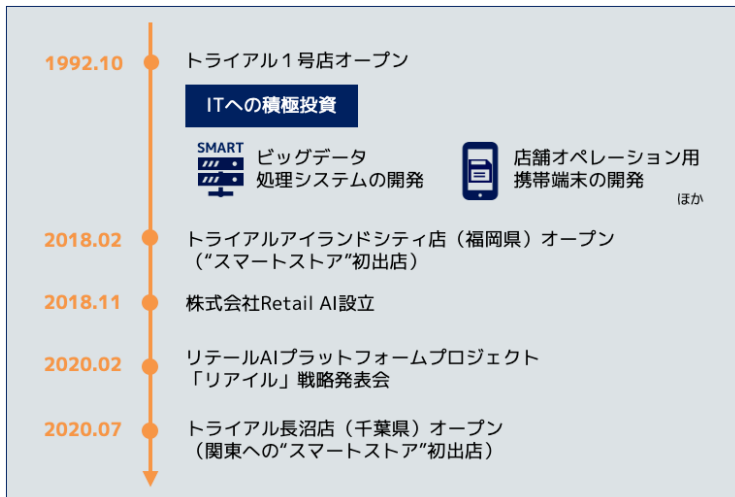 1992.10 トライアル１号店オープン
ITへの積極投資
SMART
ビッグデータ
処理システムの開発
店舗オペレーション用
携帯端末の開発
ほか
2018.02 トライアルアイランドシティ店（福岡県）オープン
（“スマートストア”初出店）
2018.11 株式会社Retail AI設立
2020.02 リテールAIプラットフォームプロジェクト
「リアイル」戦略発表会
2020.07 トライアル長沼店（千葉県）オープン
（関東への“スマートストア”初出店）